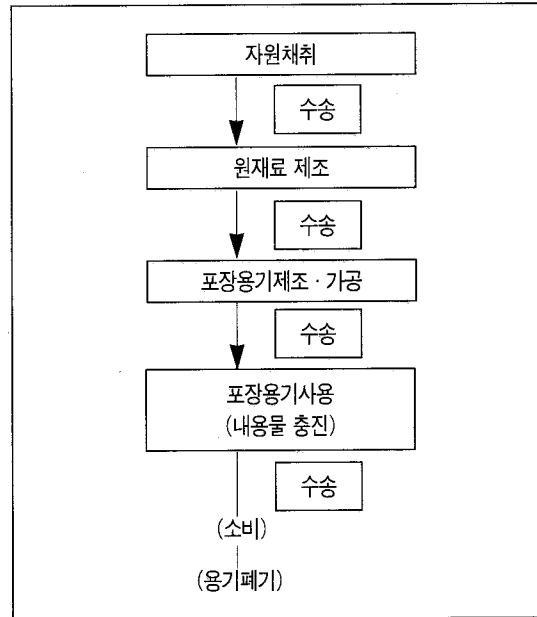 자원채취
수송
원재료 제조
수송
포장용기제조 · 가공
수송
포장용기사용
(내용물 충진)
수송
(소비)
(용기폐기)